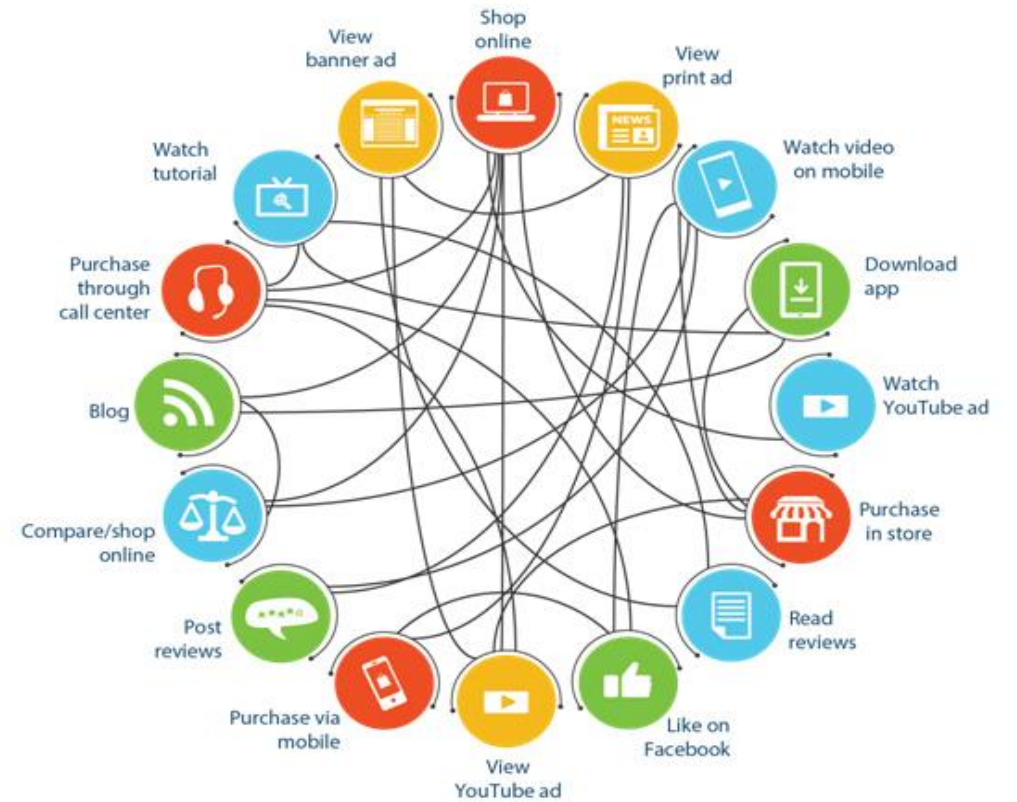 Shop
online
View
banner ad
View
print ad
NEWS
Watch
tutorial
Watch video
on mobile
Purchase
through
call center
Download
app
Blog
Watch
YouTube ad
Compare/shop
online
Purchase
in store
Post
reviews
Read
reviews
Purchase via
mobile
Like on
Facebook
View
YouTube ad